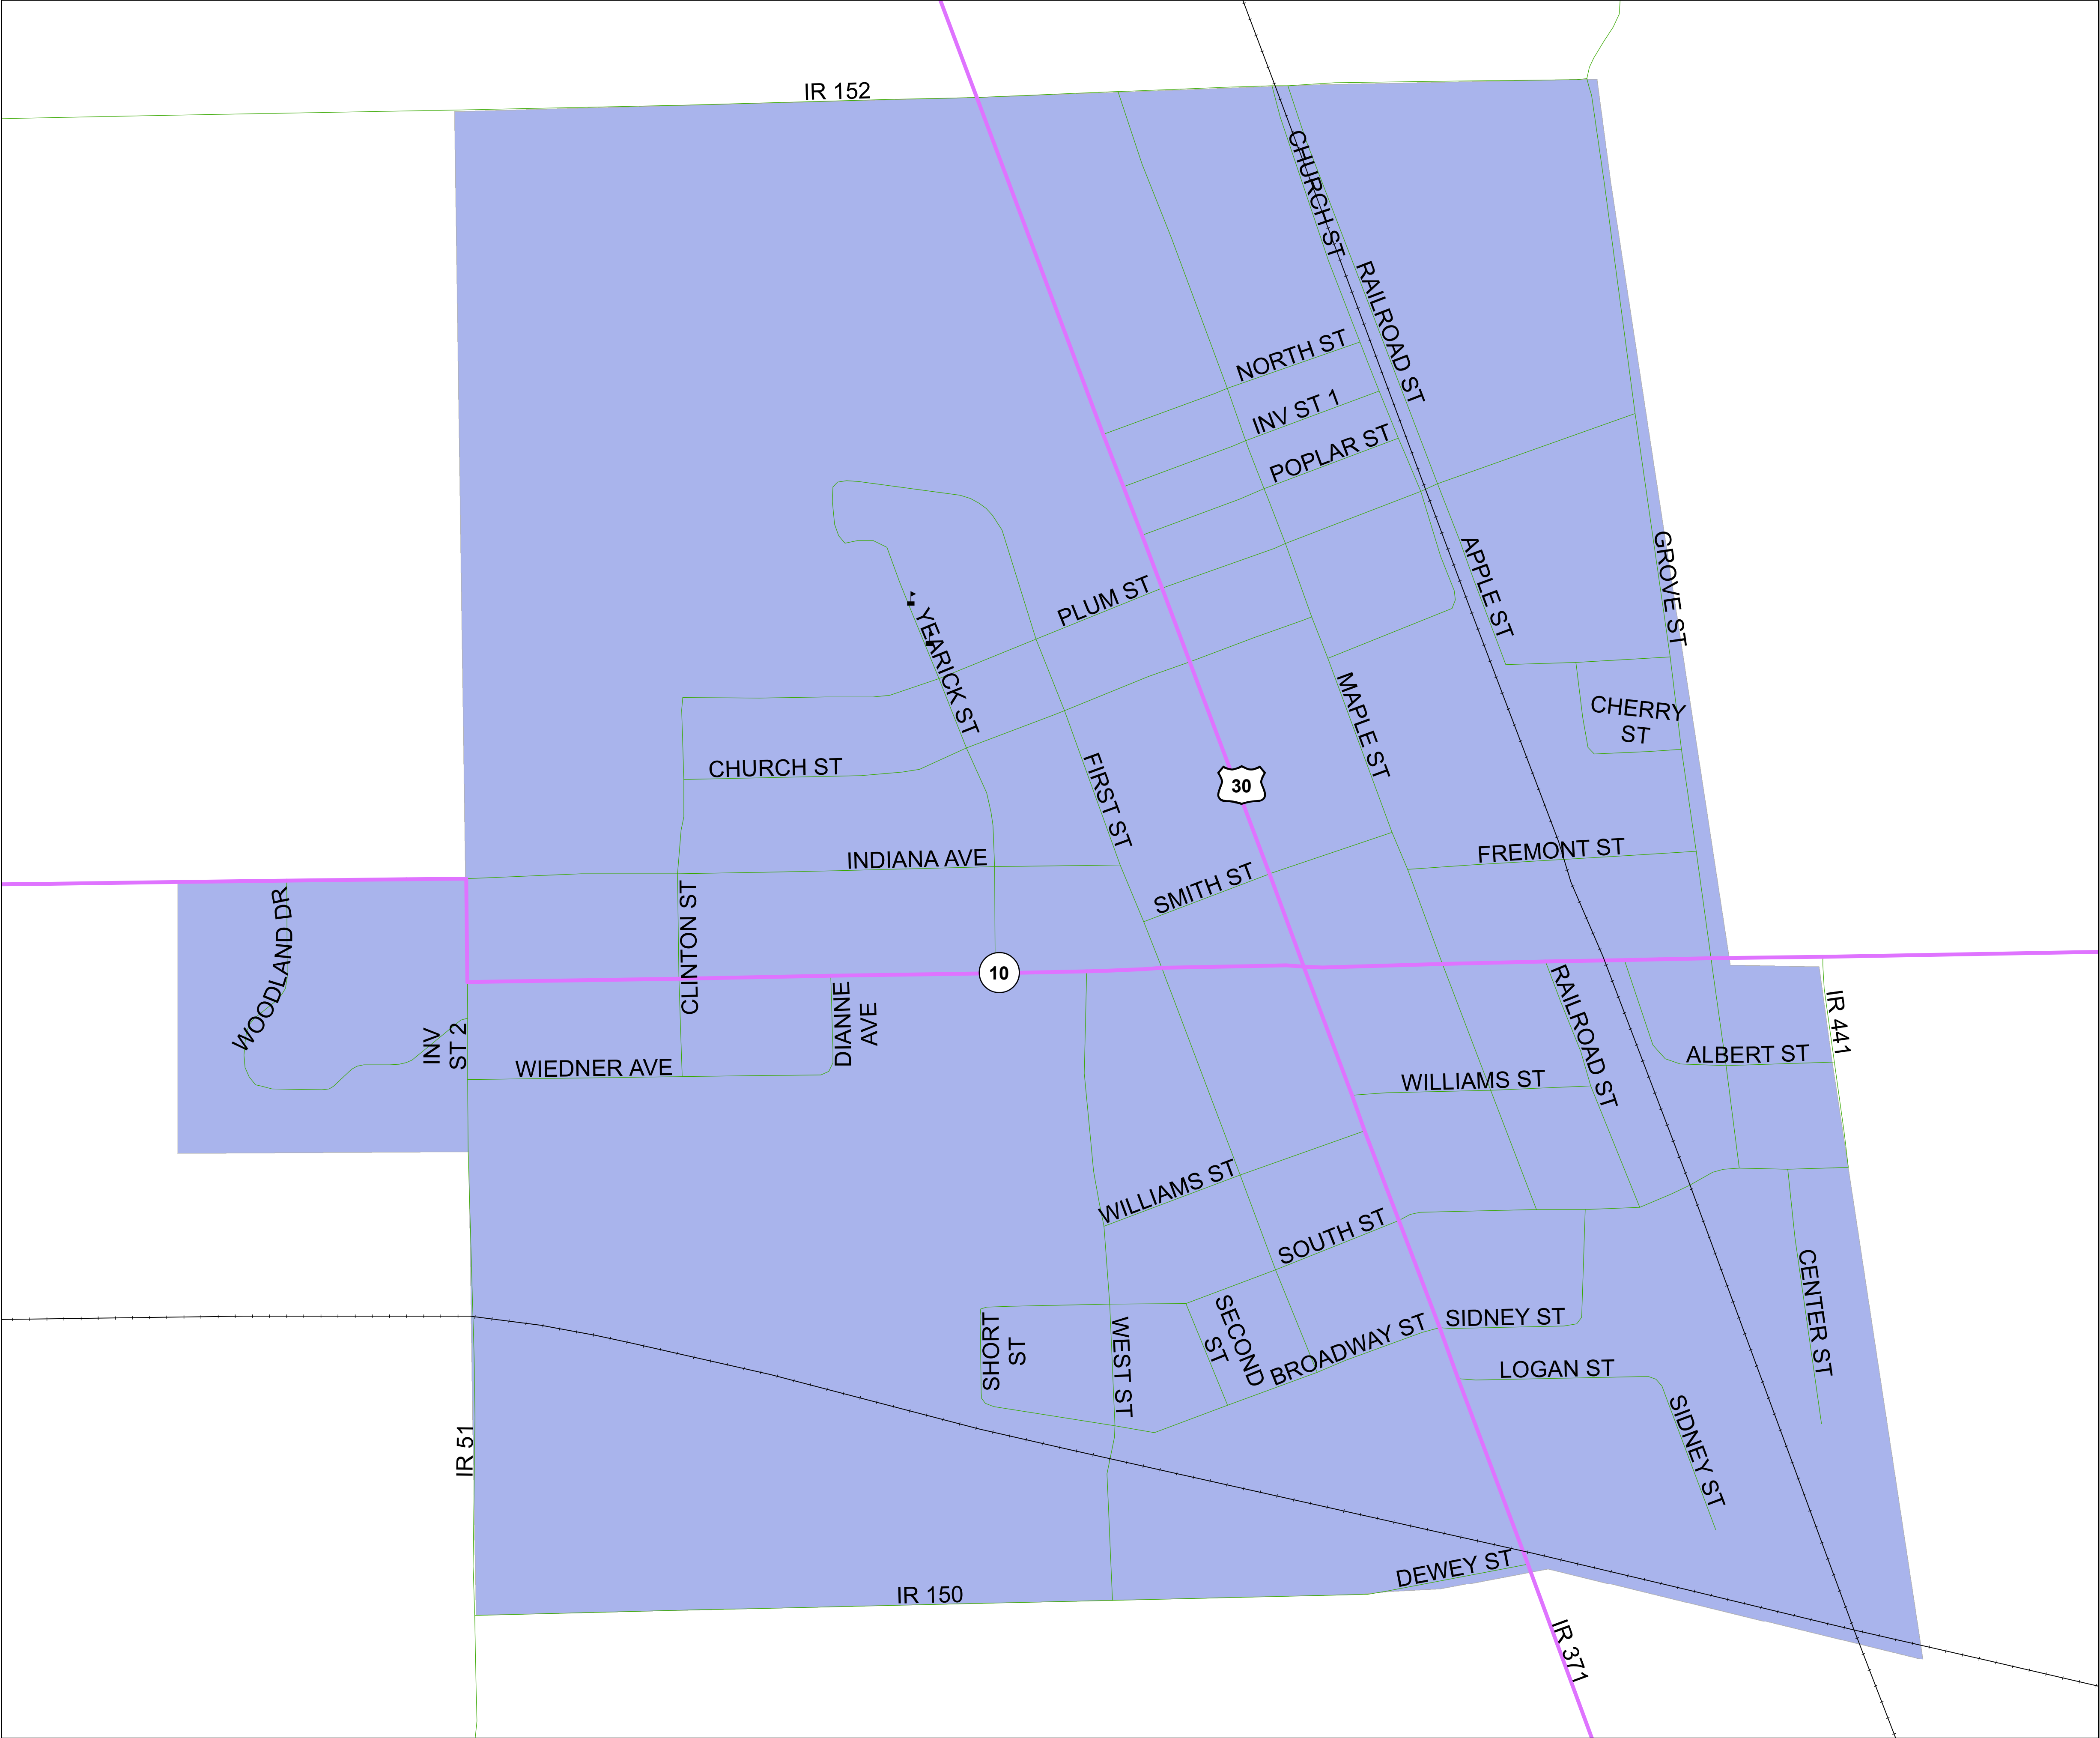 IR 152
CHURCH ST
RAILROAD ST
NORTH ST
INV ST 1
POPLAR ST
PLUM ST
YEARICK ST
APPLE ST
GROVE ST
MAPLE ST
CHERRY
ST
CHURCH ST
FIRST ST
30
INDIANA AVE
SMITH ST
FREMONT ST
WOODLAND DR
CLINTON ST
10
RAILROAD ST
IR 441
INV
ST 2
DIANNE
AVE
WIEDNER AVE
WILLIAMS ST
ALBERT ST
WILLIAMS ST
SOUTH ST
CENTER ST
SHORT
ST
WEST ST
SECOND
ST
BROADWAY ST
SIDNEY ST
LOGAN ST
SIDNEY ST
IR 51
DEWEY ST
IR 150
IR 371